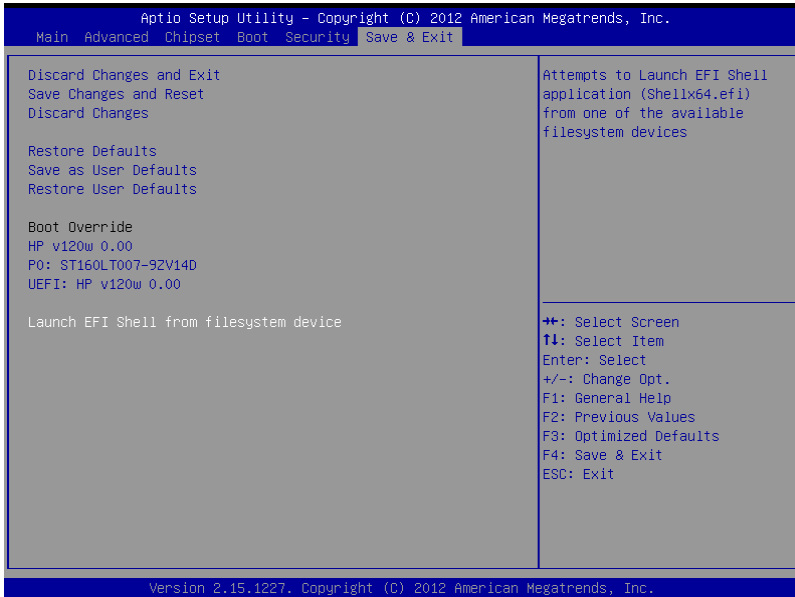 Aptio Setup Utility – Copyright (C) 2012 American Megatrends, Inc.
Main Advanced Chipset Boot Security Save & Exit
Discard Changes and Exit
Save Changes and Reset
Discard Changes
Restore Defaults
Save as User Defaults
Restore User Defaults
Boot Override
HP v120w 0.00
P0: ST160LT007-9ZV14D
UEFI: HP v120w 0.00
Launch EFI Shell from filesystem device
Attempts to Launch EFI Shell
application (Shellx64.efi)
from one of the available
filesystem devices
→←: Select Screen
↑↓: Select Item
Enter: Select
+/-: Change Opt.
F1: General Help
F2: Previous Values
F3: Optimized Defaults
F4: Save & Exit
ESC: Exit
Version 2.15.1227. Copyright (C) 2012 American Megatrends, Inc.